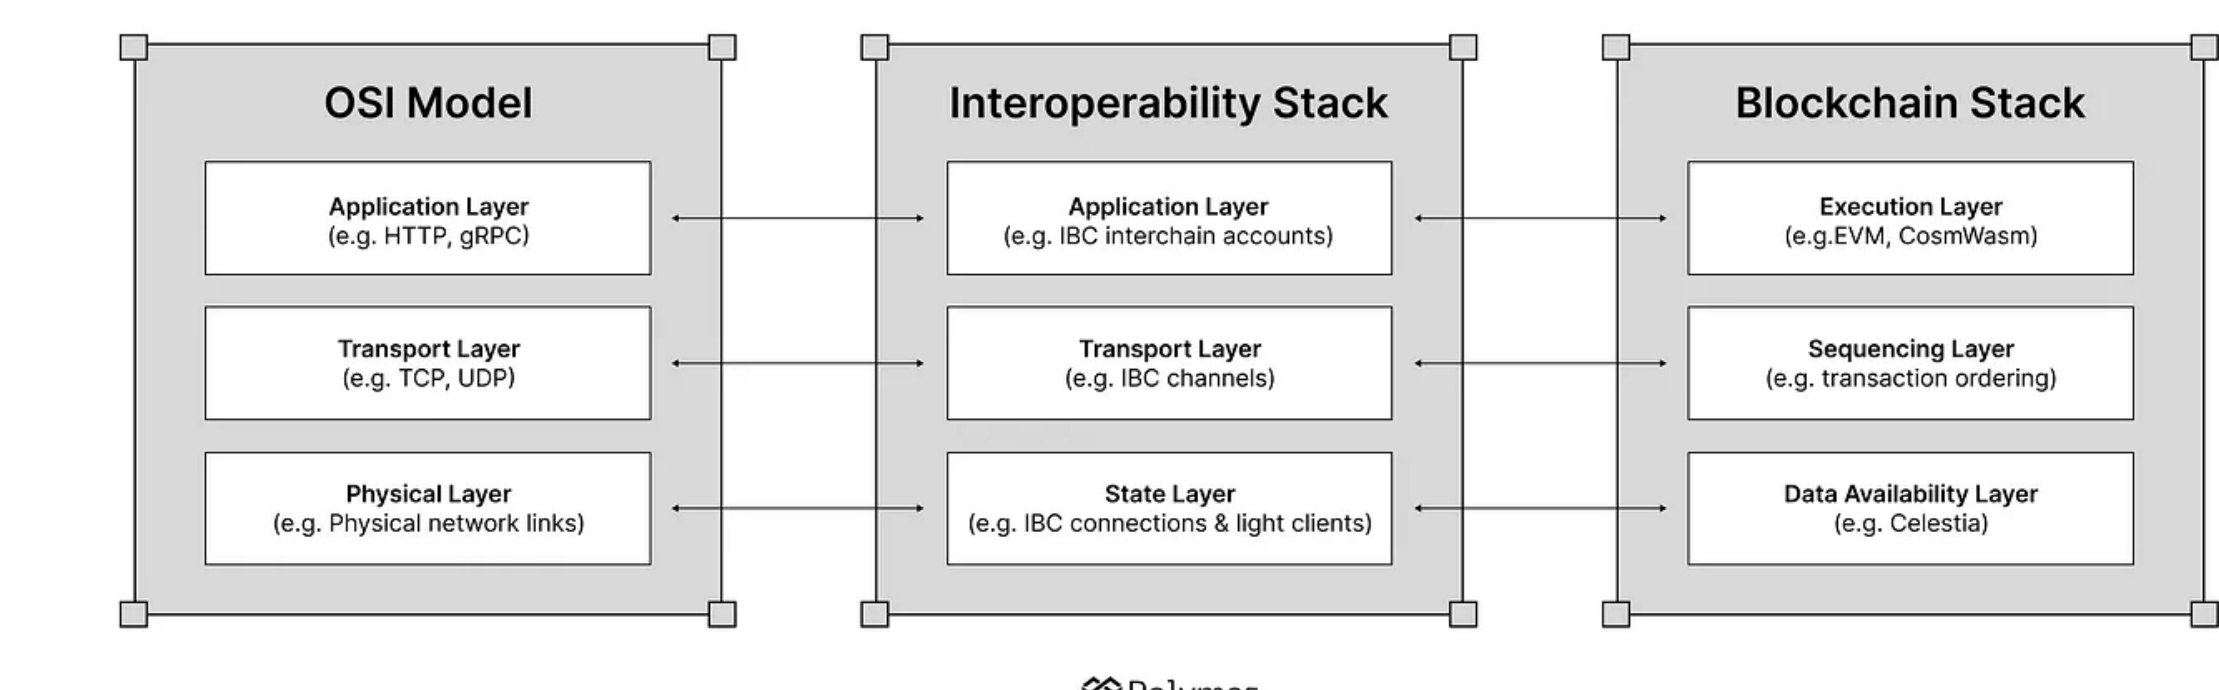 OSI Model
Application Layer
(e.g. HTTP, gRPC)
Transport Layer
(e.g. TCP, UDP)
Physical Layer
(e.g. Physical network links)
Interoperability Stack
Application Layer
(e.g. IBC interchain accounts)
Transport Layer
(e.g. IBC channels)
State Layer
(e.g. IBC connections & light clients)
Blockchain Stack
Execution Layer
(e.g.EVM, CosmWasm)
Sequencing Layer
(e.g. transaction ordering)
Data Availability Layer
(e.g. Celestia)